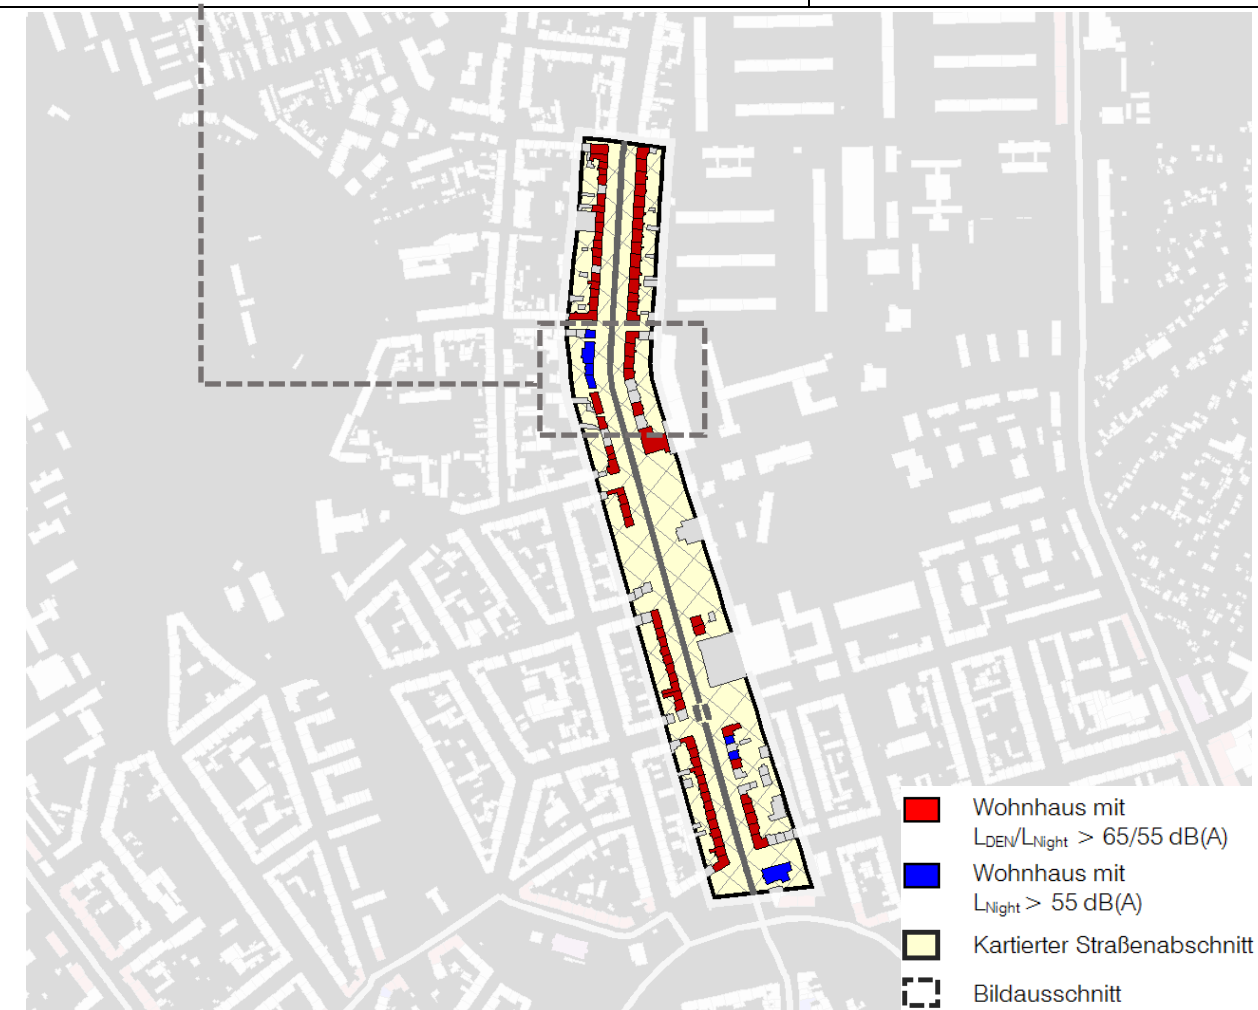 Wohnhaus mit
LDEN/LNight > 65/55 dB(A)
Wohnhaus mit
LNight > 55 dB(A)
Kartierter Straßenabschnitt
Bildausschnitt